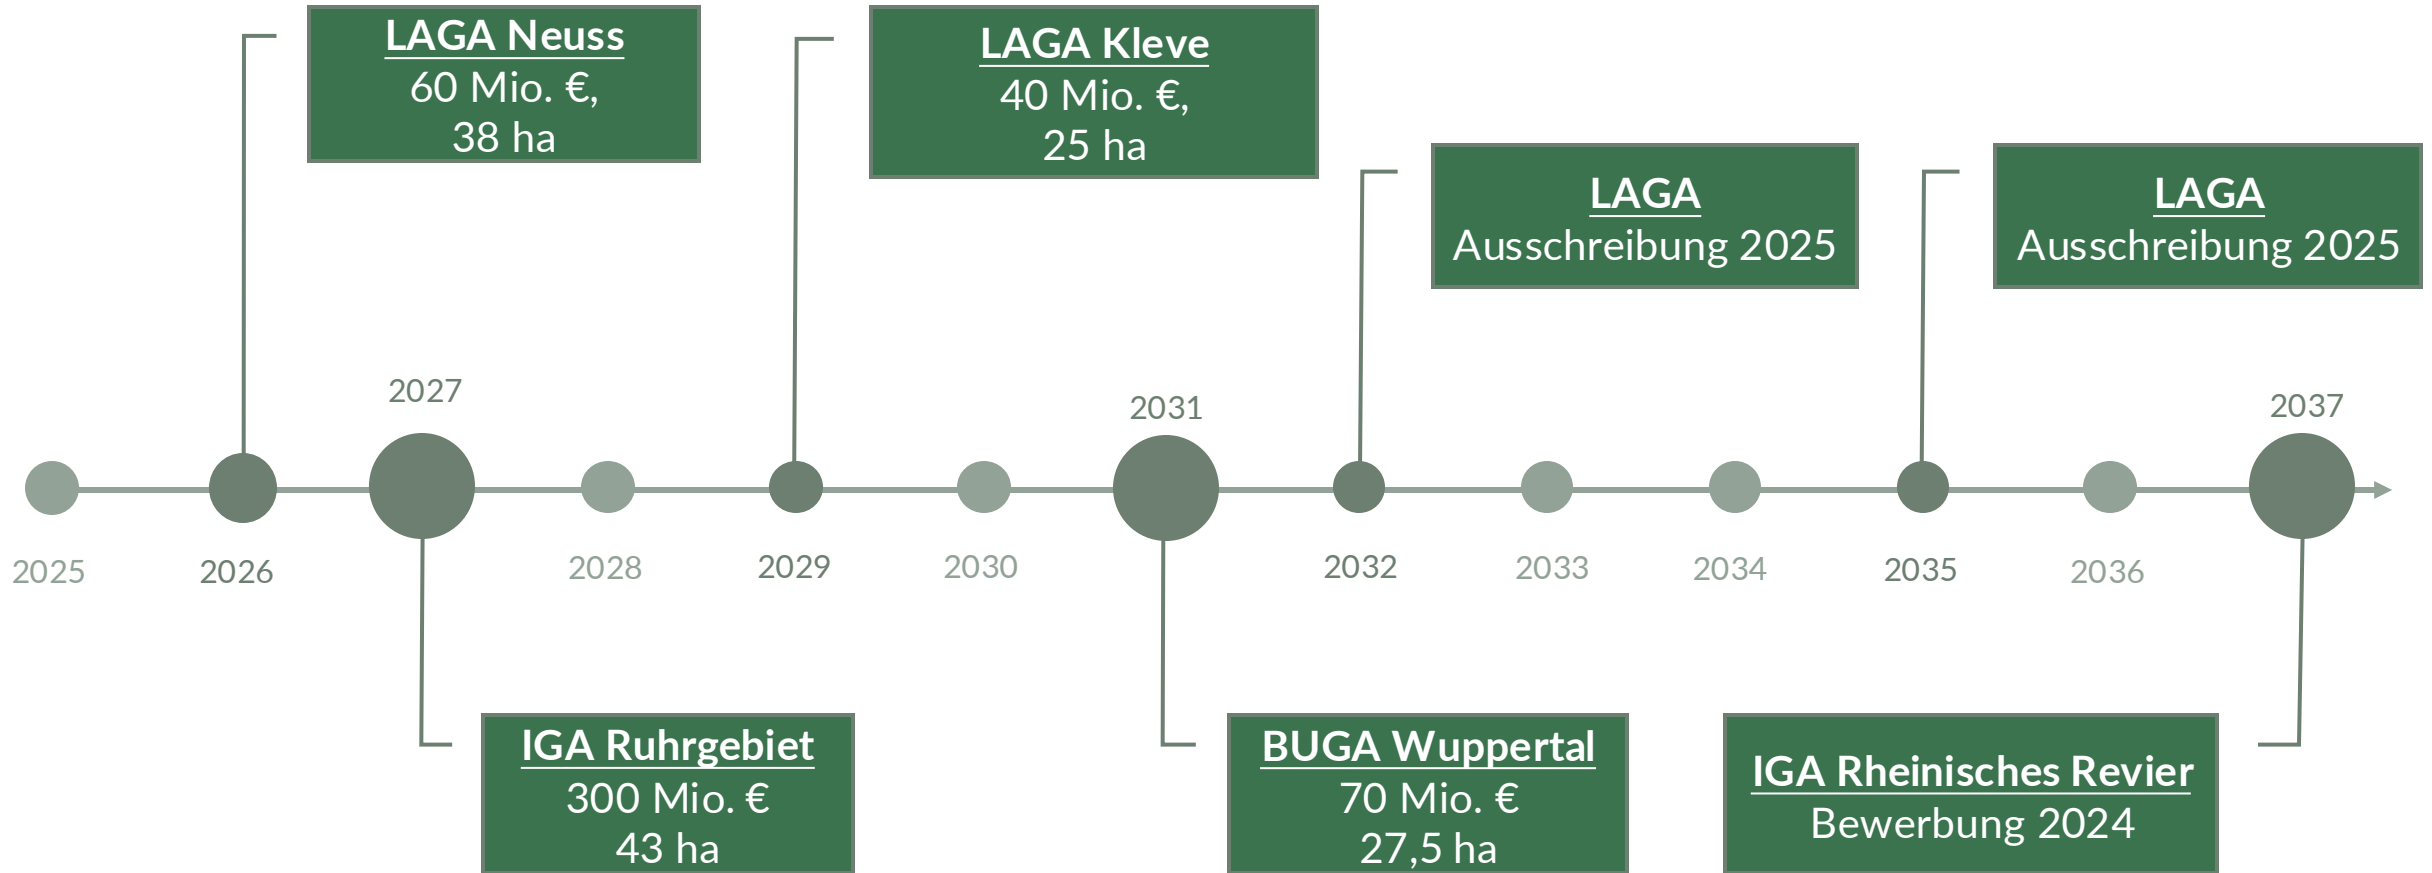 LAGA Neuss
60 Mio. €,
38 ha
LAGA Kleve
40 Mio. €,
25 ha
LAGA
Ausschreibung 2025
LAGA
Ausschreibung 2025
2027
2031
2037
2025
2026
2028
2029
2030
2032
2033
2034
2035
2036
IGA Ruhrgebiet
300 Mio. €
43 ha
BUGA Wuppertal
70 Mio. €
27,5 ha
IGA Rheinisches Revier
Bewerbung 2024